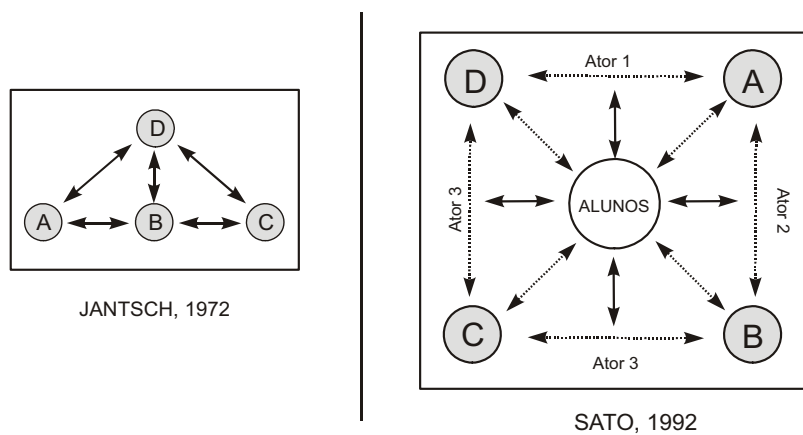 D
A
B
C
JANTSCH, 1972
D
Ator 1
A
Ator 3
ALUNOS
Ator 2
C
Ator 3
B
SATO, 1992